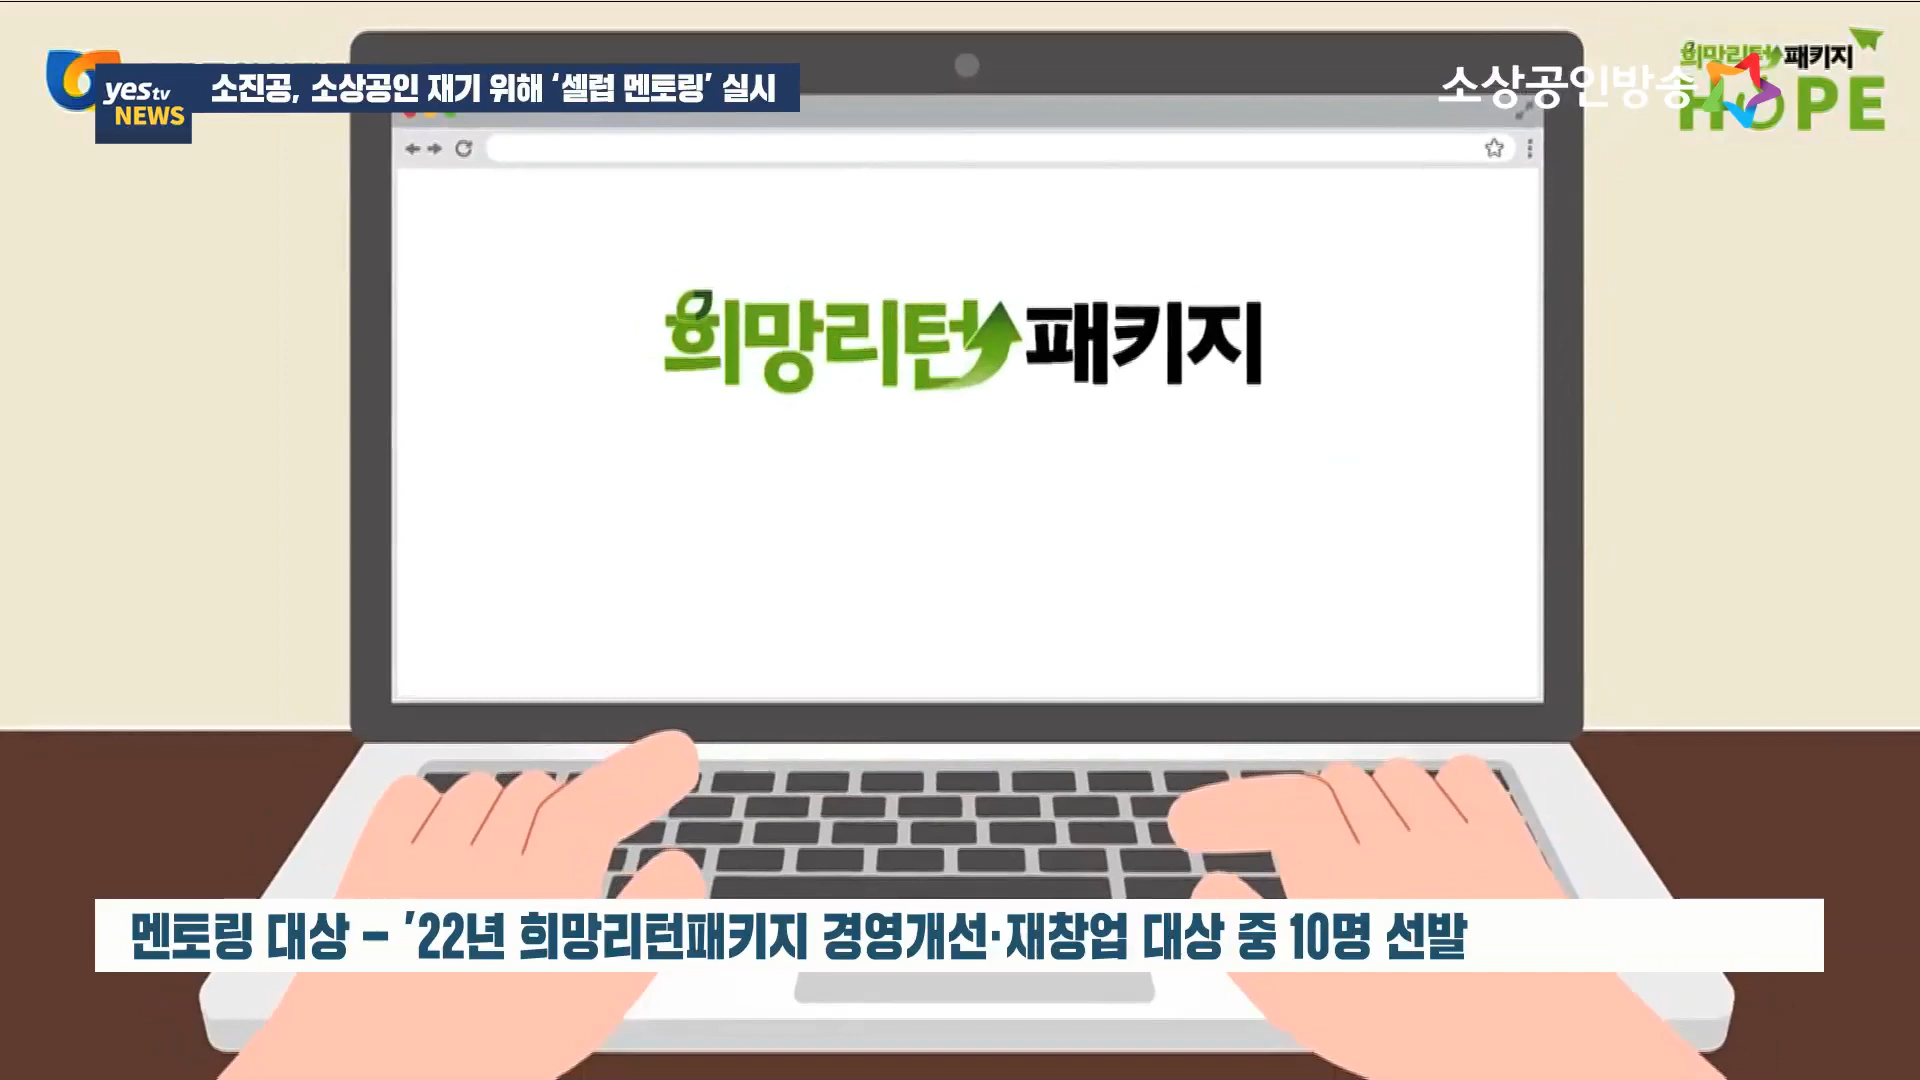 yes tv
NEWS
소진공, 소상공인 재기 위해 ‘셀럽 멘토링’ 실시
소상공인방송
희망리턴패키지
HOPE
희망리턴패키지
멘토링 대상 – ’22년 희망리턴패키지 경영개선·재창업 대상 중 10명 선발